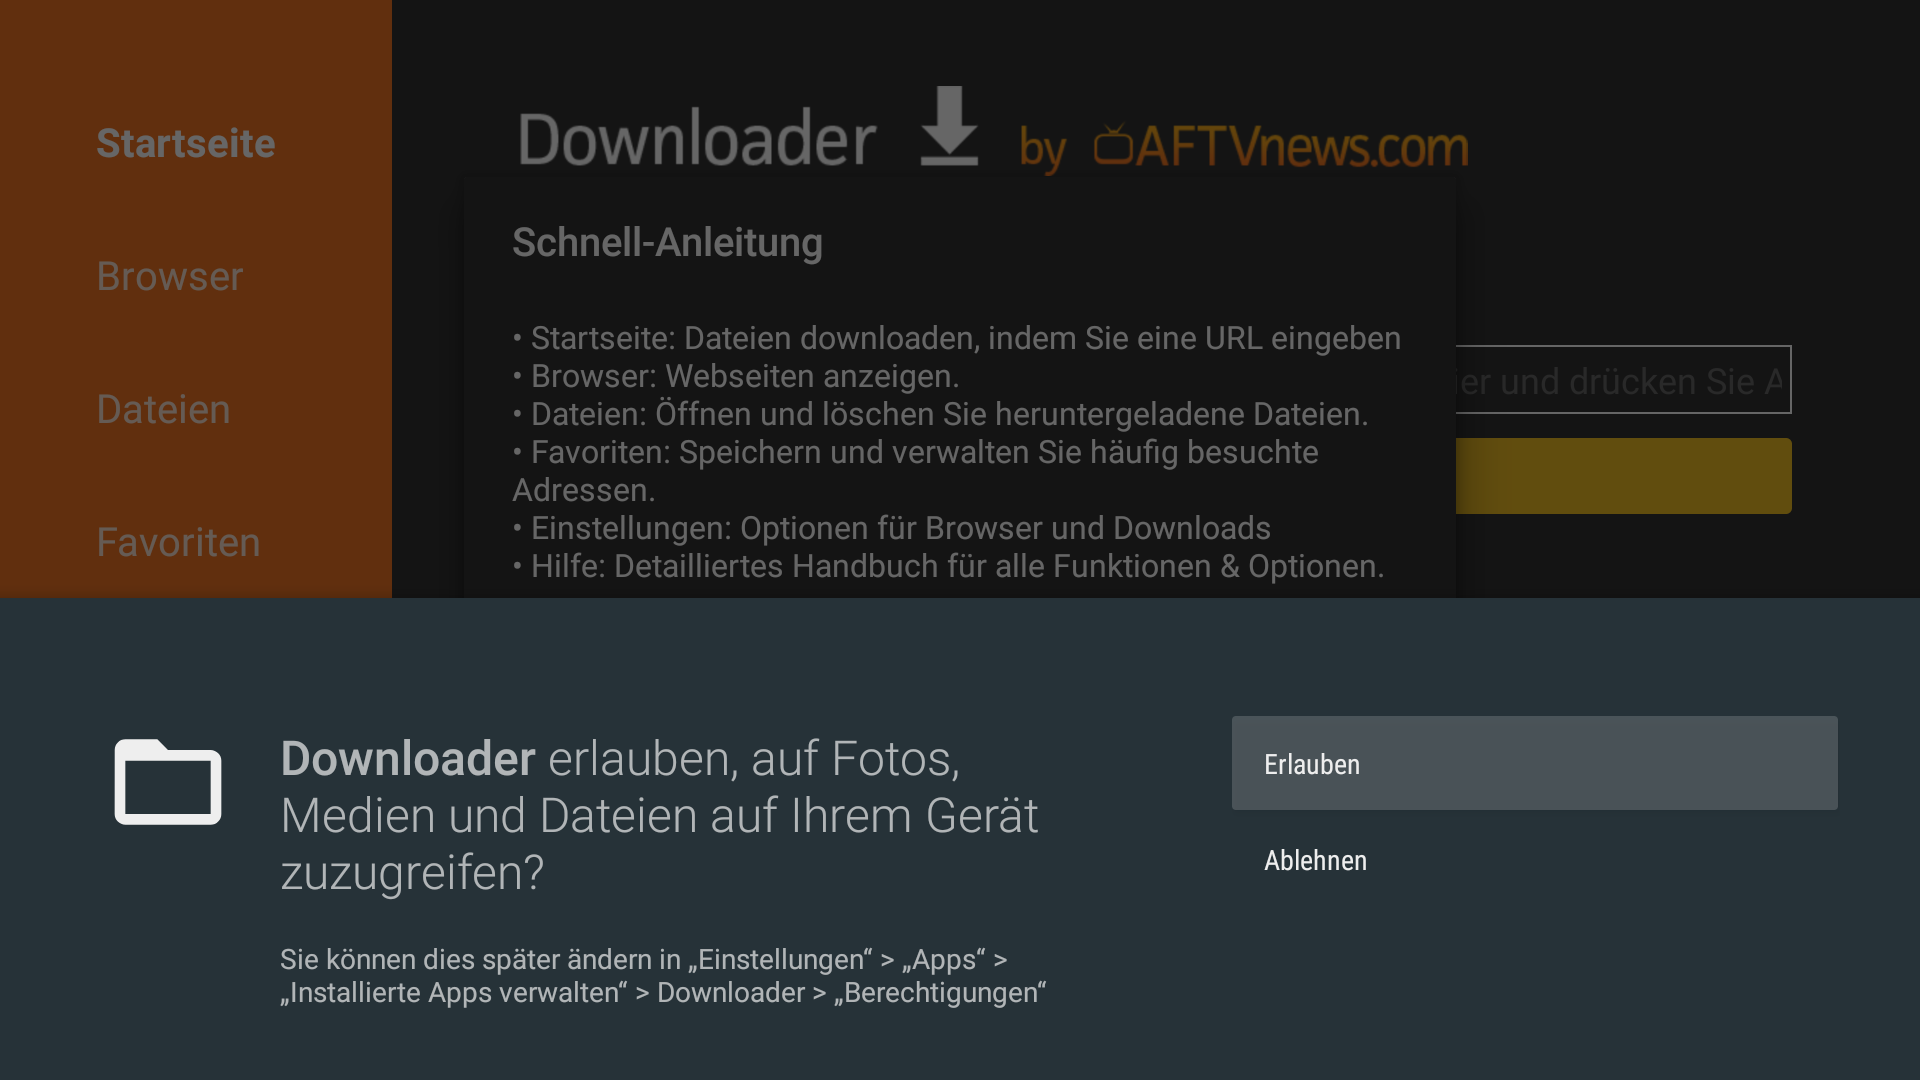 Startseite
Browser
Dateien
Favoriten
Downloader by AFTVnews.com
Schnell-Anleitung
• Startseite: Dateien downloaden, indem Sie eine URL eingeben
• Browser: Webseiten anzeigen.
• Dateien: Öffnen und löschen Sie heruntergeladene Dateien.
• Favoriten: Speichern und verwalten Sie häufig besuchte
Adressen.
• Einstellungen: Optionen für Browser und Downloads
• Hilfe: Detailliertes Handbuch für alle Funktionen & Optionen.
ier und drücken Sie A
Downloader erlauben, auf Fotos,
Medien und Dateien auf Ihrem Gerät
zuzugreifen?
Sie können dies später ändern in „Einstellungen“ > „Apps“ >
„Installierte Apps verwalten“ > Downloader > „Berechtigungen“
Erlauben
Ablehnen